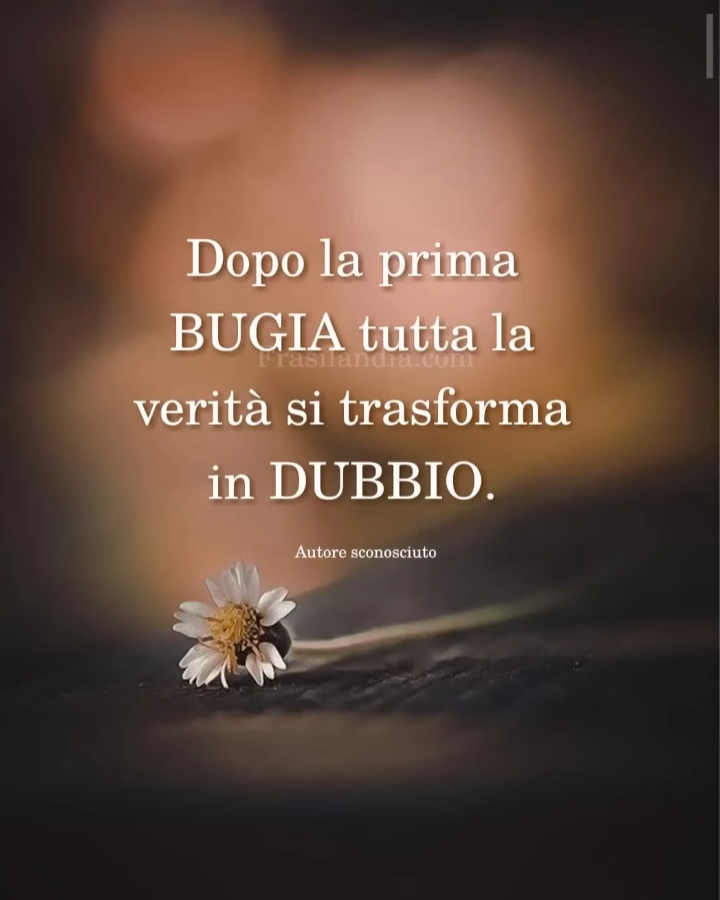 Dopo la prima
BUGIA tutta la
Frasilandia.com
verità si trasforma
in DUBBIO.
Autore sconosciuto